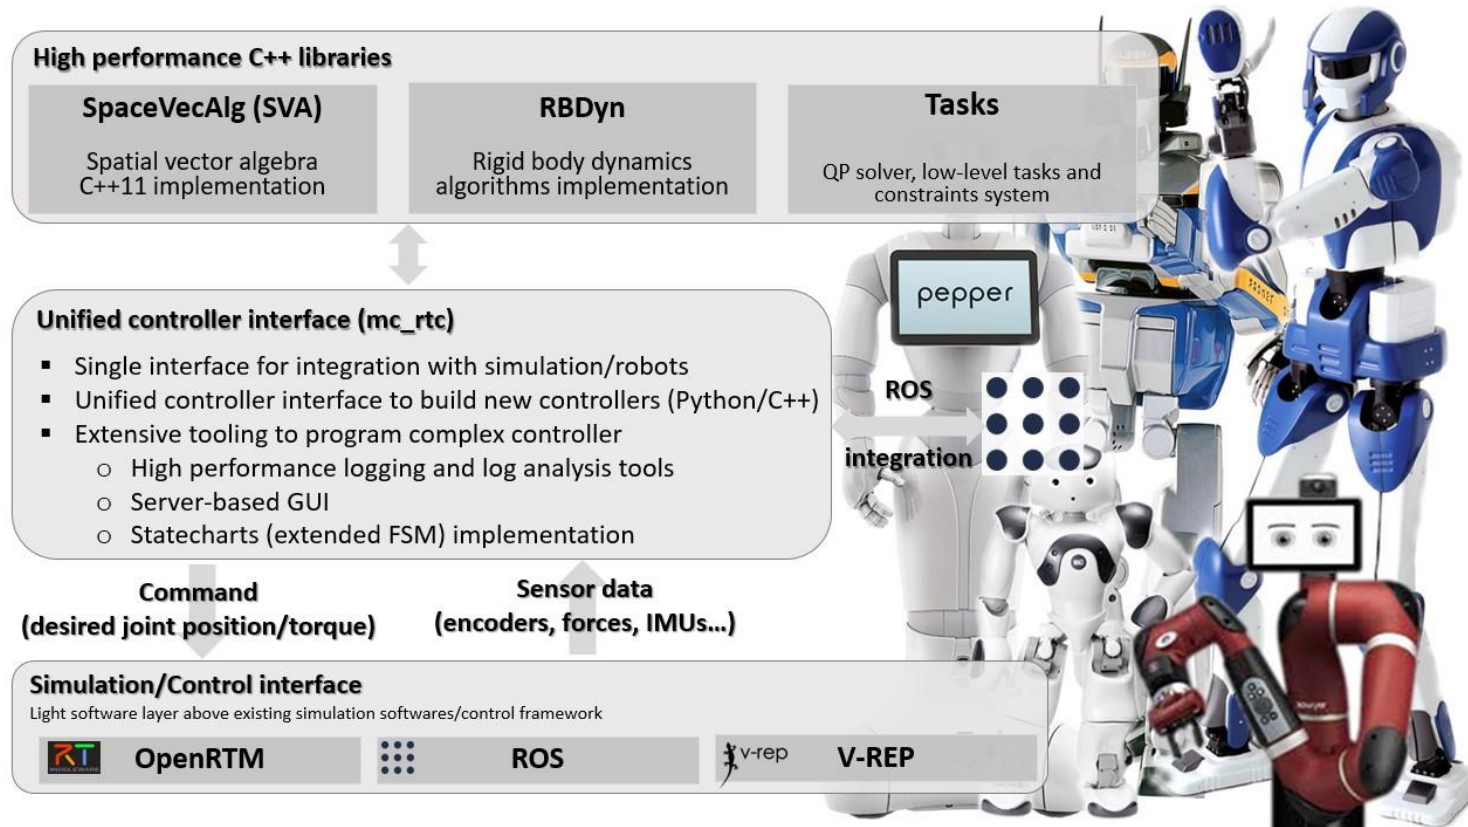 High performance C++ libraries
SpaceVecAlg (SVA)
Spatial vector algebra
C++11 implementation
RBDyn
Rigid body dynamics
algorithms implementation
Tasks
QP solver, low-level tasks and
constraints system
pepper
Unified controller interface (mc_rtc)
▪ Single interface for integration with simulation/robots
▪ Unified controller interface to build new controllers (Python/C++)
▪ Extensive tooling to program complex controller
o High performance logging and log analysis tools
o Server-based GUI
o Statecharts (extended FSM) implementation
ROS
integration
Command
(desired joint position/torque)
Sensor data
(encoders, forces, IMUs…)
Simulation/Control interface
Light software layer above existing simulation softwares/control framework
RT
MIDDLEWARE
OpenRTM
ROS
v-rep
V-REP